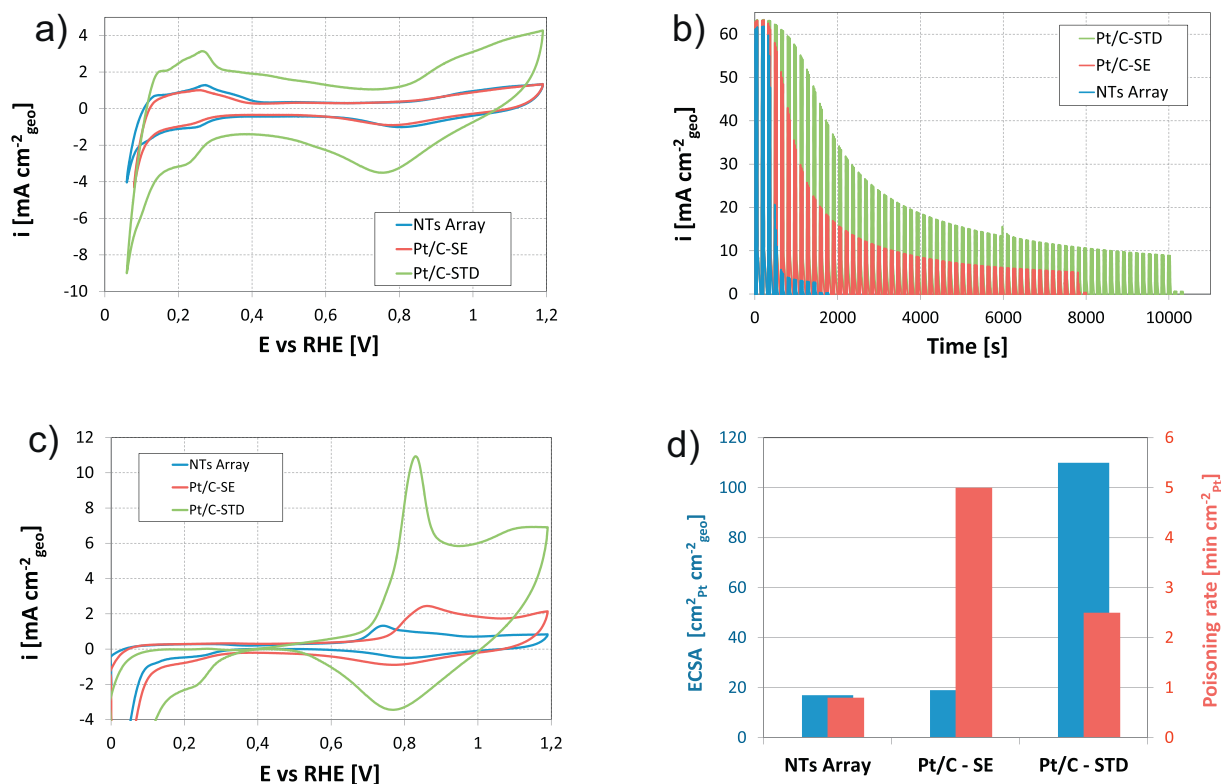 a)
4
2
0
-2
-4
-6
-8
-10
i [mA cm-2geo]
0
0,2
0,4
0,6
0,8
1
1,2
E vs RHE [V]
NTs Array
Pt/C-SE
Pt/C-STD
b)
60
50
40
30
20
10
0
i [mA cm-2geo]
0
2000
4000
6000
8000
10000
Time [s]
Pt/C-STD
Pt/C-SE
NTs Array
c)
12
10
8
6
4
2
0
-2
-4
i [mA cm-2geo]
0
0,2
0,4
0,6
0,8
1
1,2
E vs RHE [V]
NTs Array
Pt/C-SE
Pt/C-STD
d)
120
100
80
60
40
20
0
ECSA [cm2Pt cm-2geo]
6
5
4
3
2
1
0
Poisoning rate [min cm-2Pt]
NTs Array
Pt/C - SE
Pt/C - STD